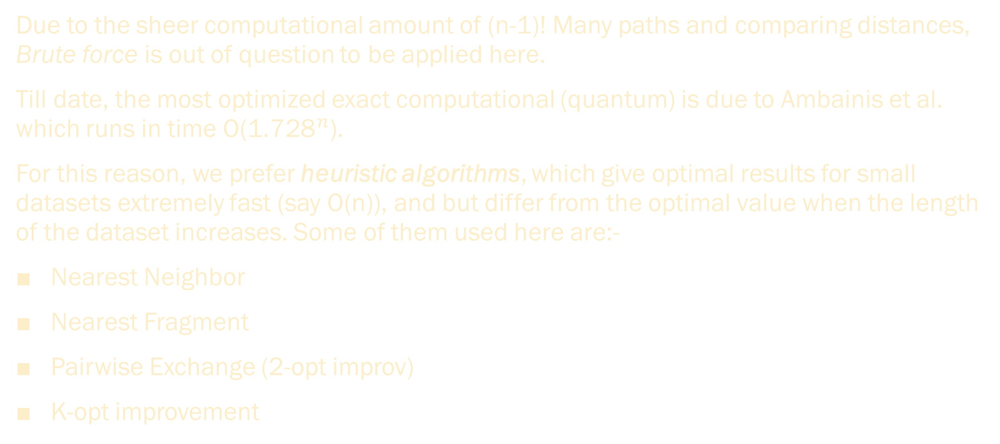 Due to the sheer computational amount of (n-1)! Many paths and comparing distances,
Brute force is out of question to be applied here.
Till date, the most optimized exact computational (quantum) is due to Ambainis et al.
which runs in time O(1.728ⁿ).
For this reason, we prefer heuristic algorithms, which give optimal results for small
datasets extremely fast (say O(n)), and but differ from the optimal value when the length
of the dataset increases. Some of them used here are:-
■ Nearest Neighbor
■ Nearest Fragment
■ Pairwise Exchange (2-opt improv)
■ K-opt improvement